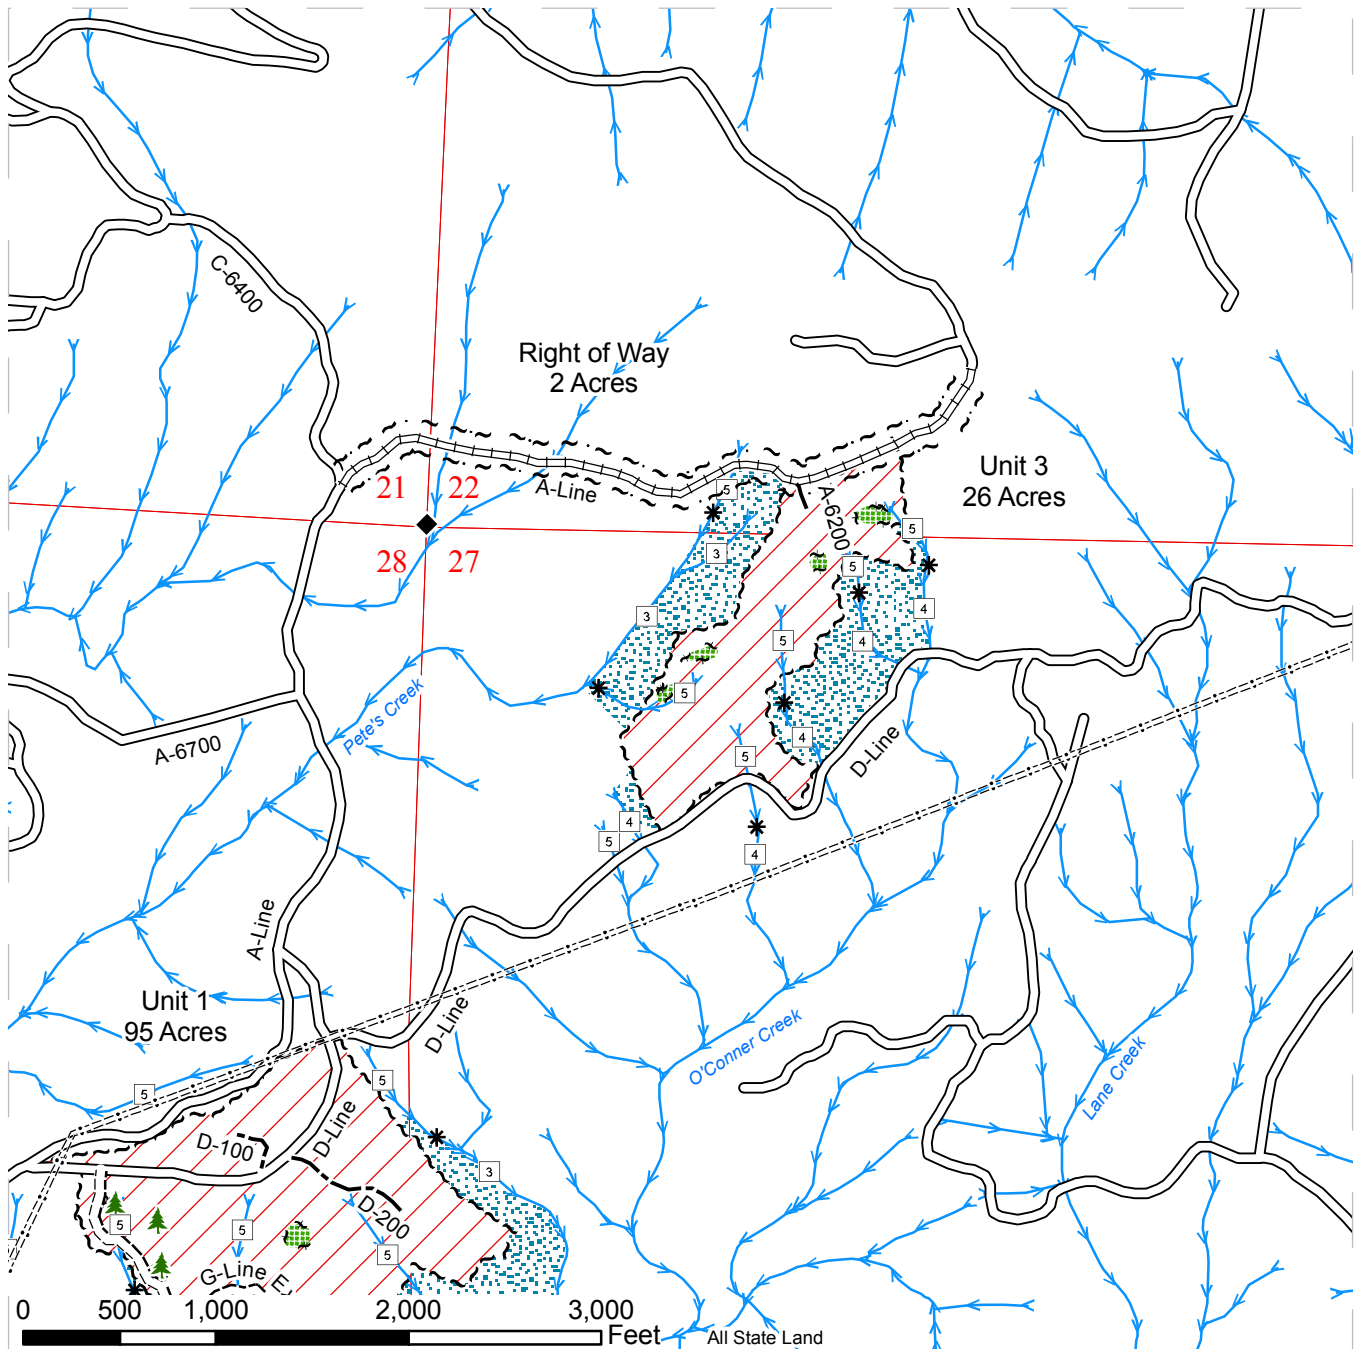 C-6400
Right of Way
2 Acres
Unit 3
26 Acres
21
22
A-Line
5
A-6200
5
3
28
27
5
3
4
5
4
Pete's Creek
5
A-6700
4
D-Line
5
4
5
4
A-Line
Unit 1
95 Acres
D-Line
O'Conner Creek
Lane Creek
5
5
D-Line
D-100
3
5
5
D-200
5
G-Line E
0
500
1,000
2,000
3,000
Feet
All State Land